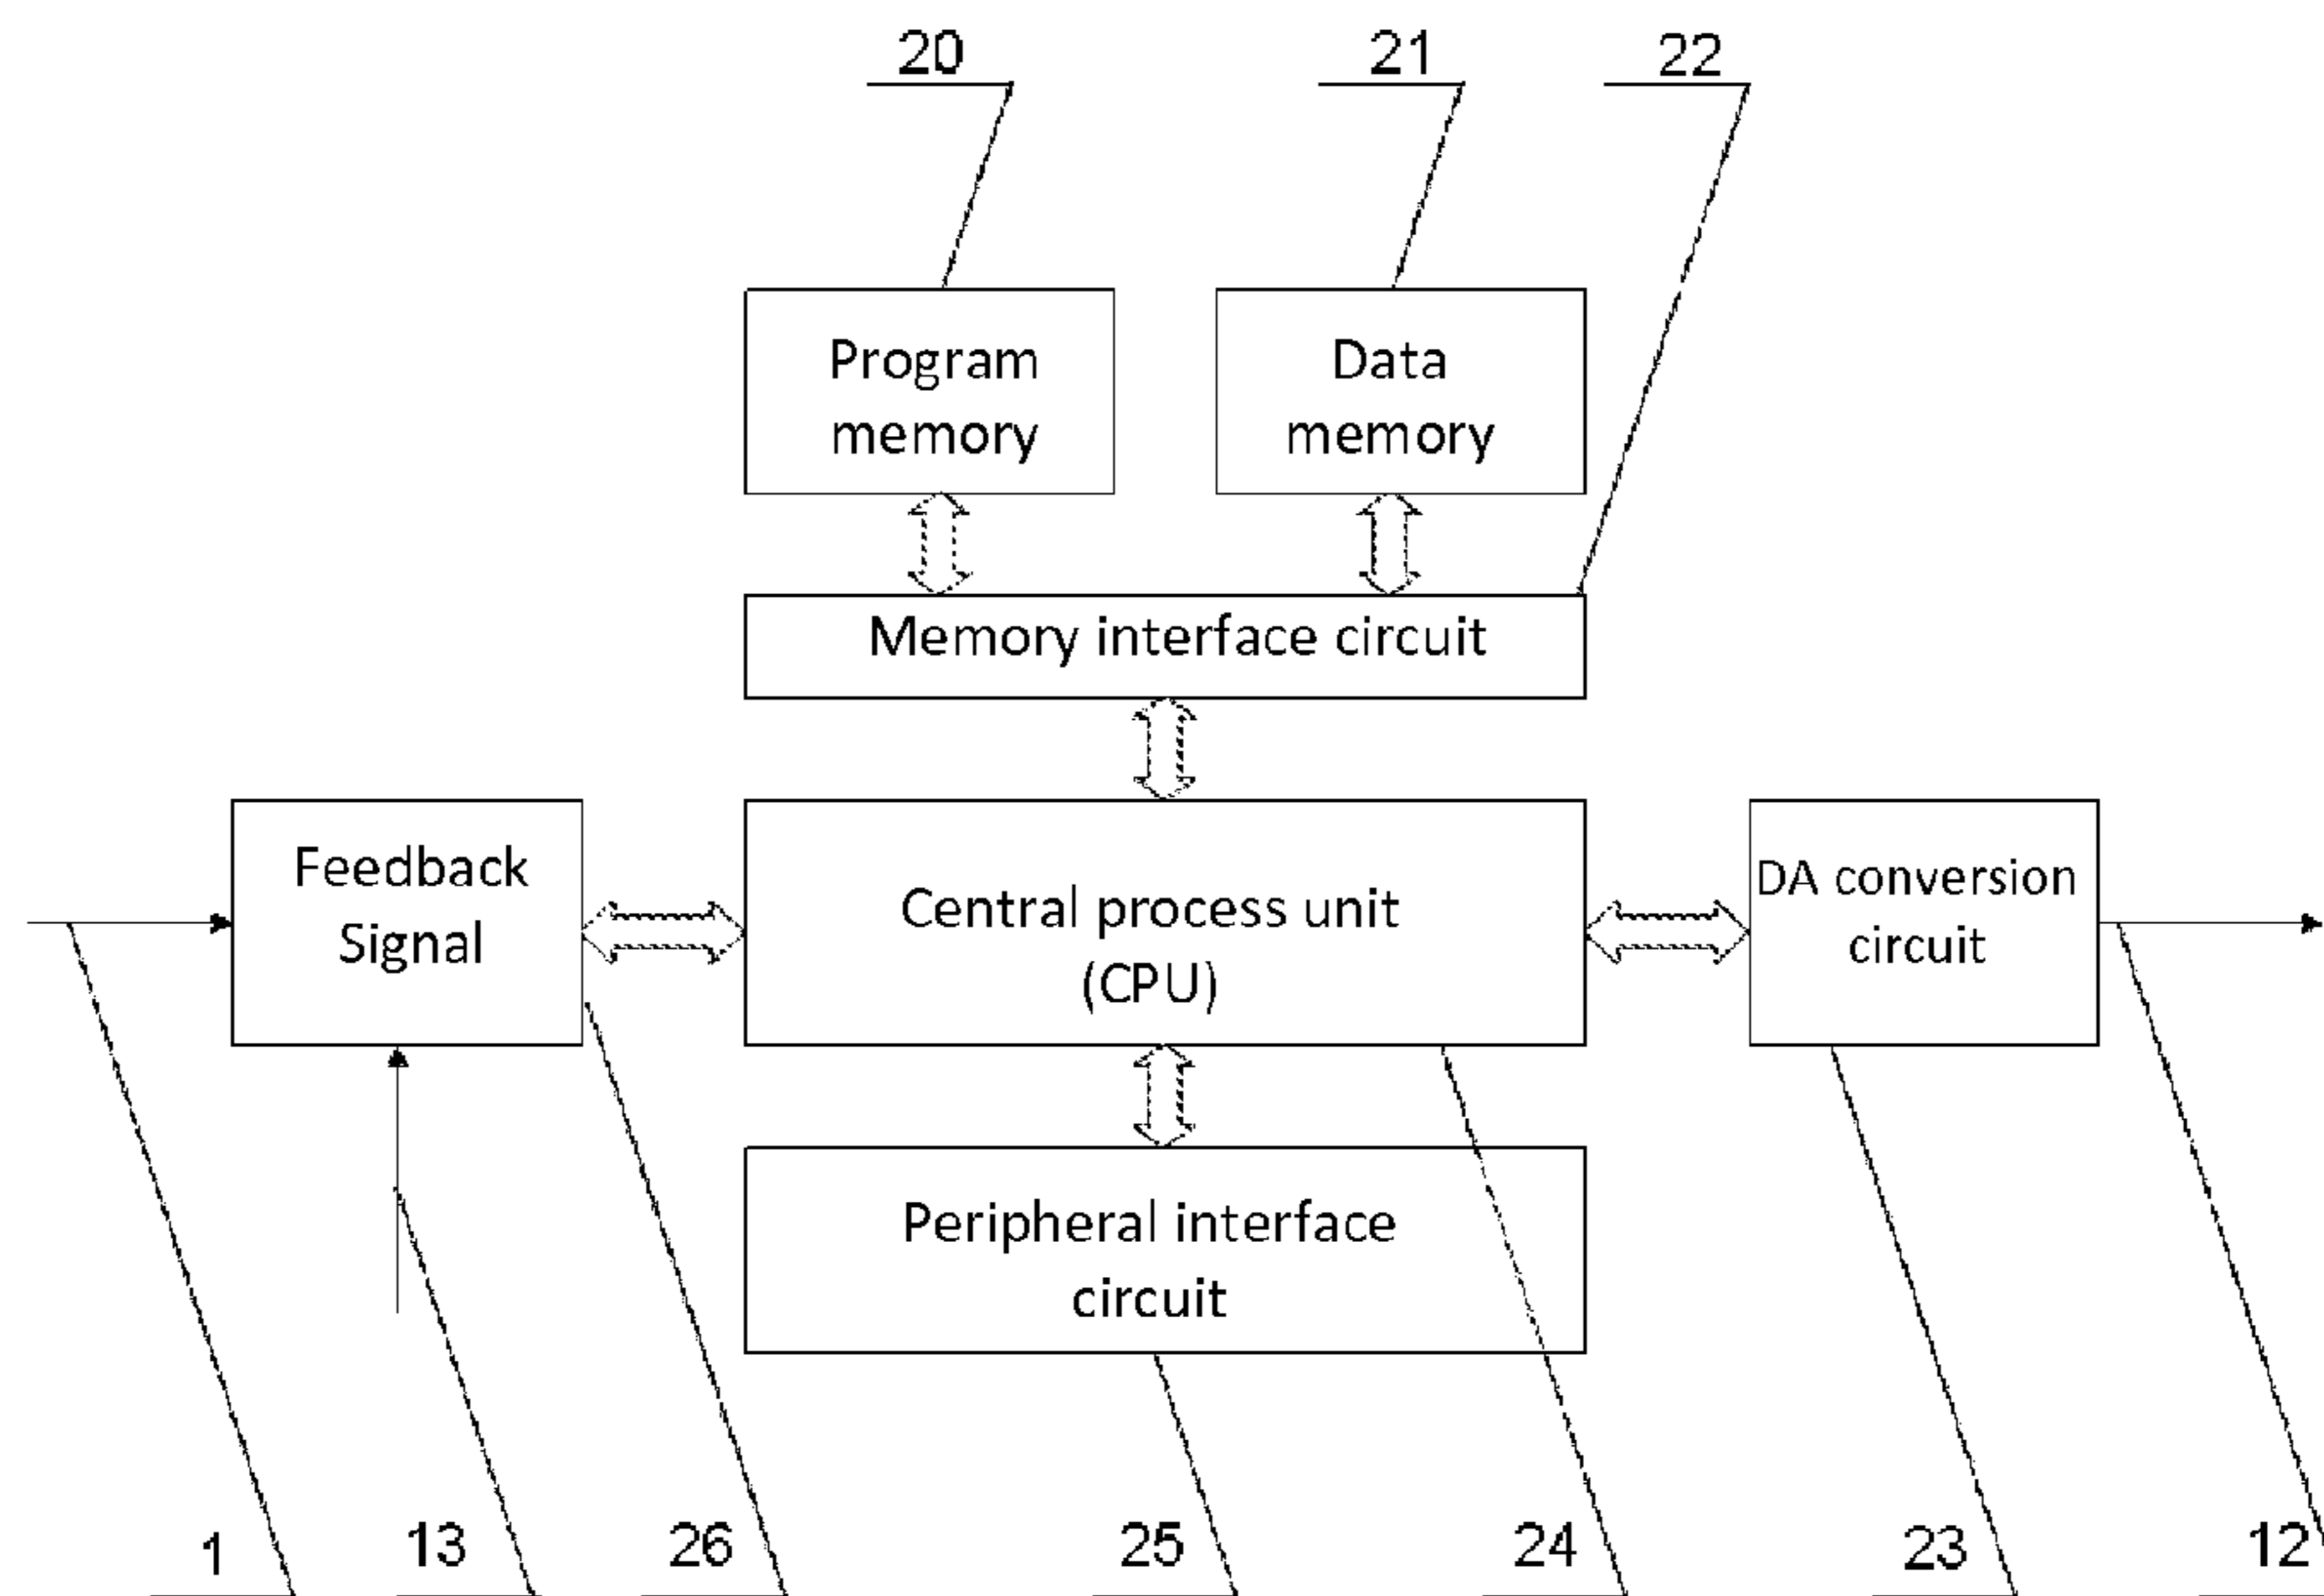 20
21
22
Program
memory
Data
memory
Memory interface circuit
Feedback
Signal
Central process unit
(CPU)
DA conversion
circuit
Peripheral interface
circuit
1
13
26
25
24
23
12